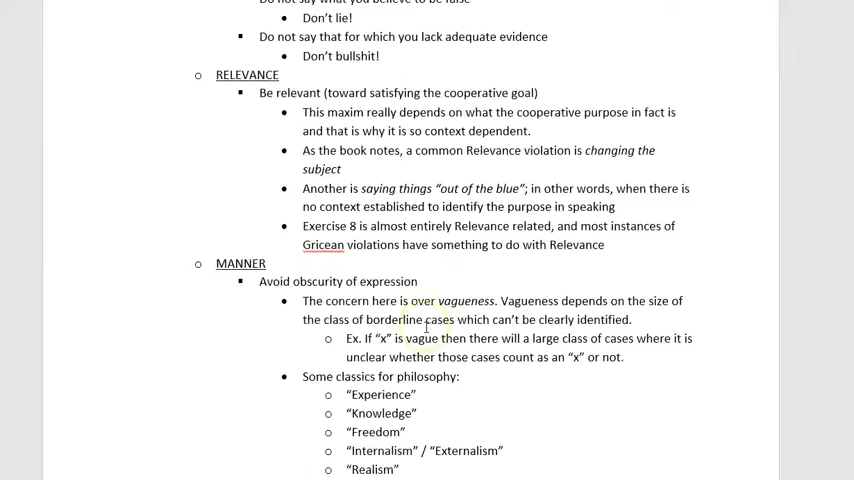 Do not say what you believe to be false
• Don't lie!
▪ Do not say that for which you lack adequate evidence
• Don't bullshit!
o RELEVANCE
▪ Be relevant (toward satisfying the cooperative goal)
• This maxim really depends on what the cooperative purpose in fact is
and that is why it is so context dependent.
• As the book notes, a common Relevance violation is changing the
subject
• Another is saying things “out of the blue”; in other words, when there is
no context established to identify the purpose in speaking
• Exercise 8 is almost entirely Relevance related, and most instances of
Gricean violations have something to do with Relevance
o MANNER
▪ Avoid obscurity of expression
• The concern here is over vagueness. Vagueness depends on the size of
the class of borderline cases which can't be clearly identified.
o Ex. If “x” is vague then there will a large class of cases where it is
unclear whether those cases count as an “x” or not.
• Some classics for philosophy:
o “Experience”
o “Knowledge”
o “Freedom”
o “Internalism” / “Externalism”
o “Realism”